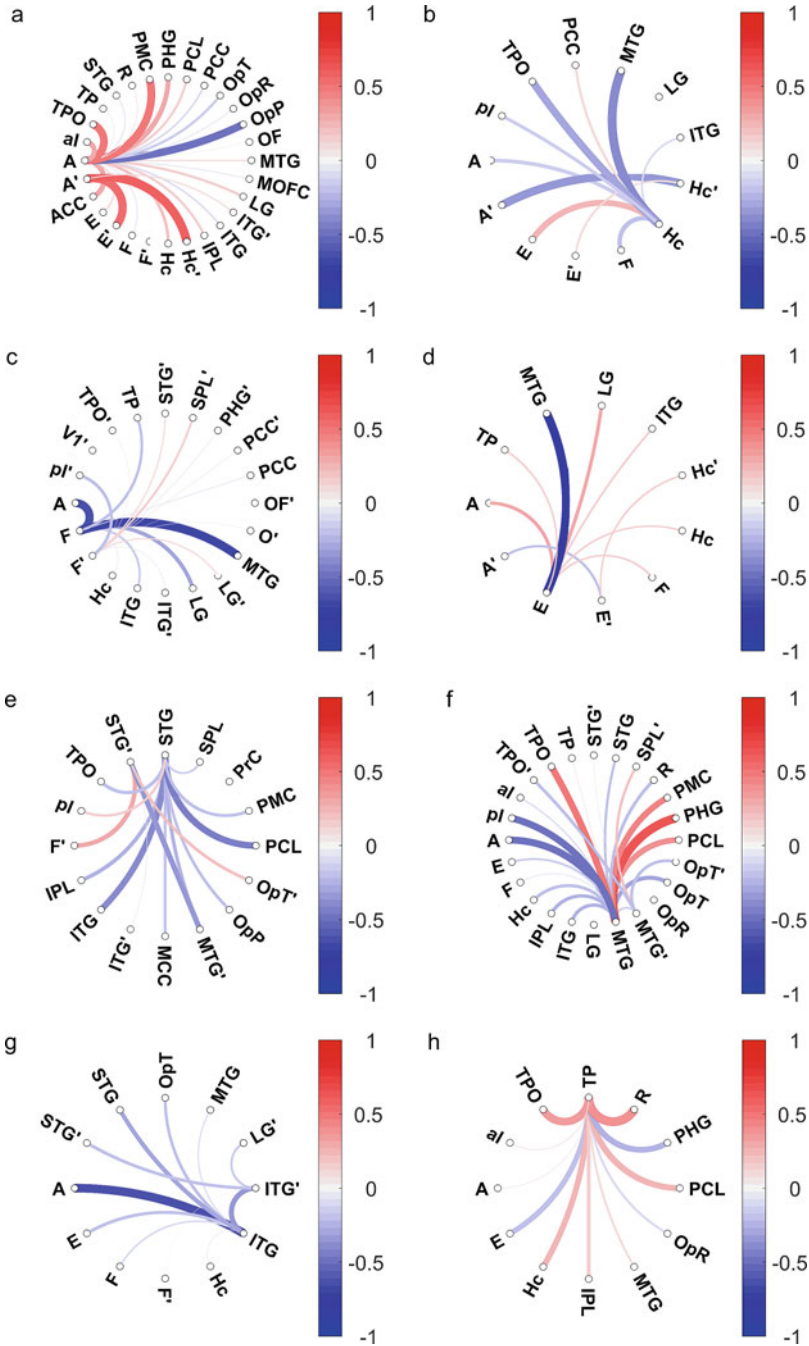 a
STG
R
PMC
PHG
PCL
PCC
OpT
OpR
OpP
OF
MTG
MOFC
LG
ITG'
ITG
IPL
Hc'
Hc
F'
F
E'
E
ACC
A'
A
aI
TPO
TP
1
0.5
0
-0.5
-1
b
TPO
PCC
MTG
LG
ITG
Hc'
Hc
F
E'
E
A'
A
pI
1
0.5
0
-0.5
-1
c
TPO'
TP
STG'
SPL'
PHG'
PCC'
PCC
OF'
O'
MTG
LG'
LG
ITG'
ITG
Hc
F'
F
A
pI'
V1'
1
0.5
0
-0.5
-1
d
MTG
LG
ITG
Hc'
Hc
F
E'
E
A'
A
TP
1
0.5
0
-0.5
-1
e
STG'
STG
SPL
PrC
PMC
PCL
OpT'
OpP
MTG'
MCC
ITG'
ITG
IPL
F'
pI
TPO
1
0.5
0
-0.5
-1
f
TPO
TP
STG'
STG
SPL'
R
PMC
PHG
PCL
OpT'
OpT
OpR
MTG'
MTG
LG
ITG
IPL
Hc
F
E
A
pI
aI
TPO'
1
0.5
0
-0.5
-1
g
STG
OpT
MTG
LG'
ITG'
ITG
Hc
F'
F
E
A
STG'
1
0.5
0
-0.5
-1
h
TPO
TP
R
PHG
PCL
OpR
MTG
IPL
Hc
E
A
aI
1
0.5
0
-0.5
-1